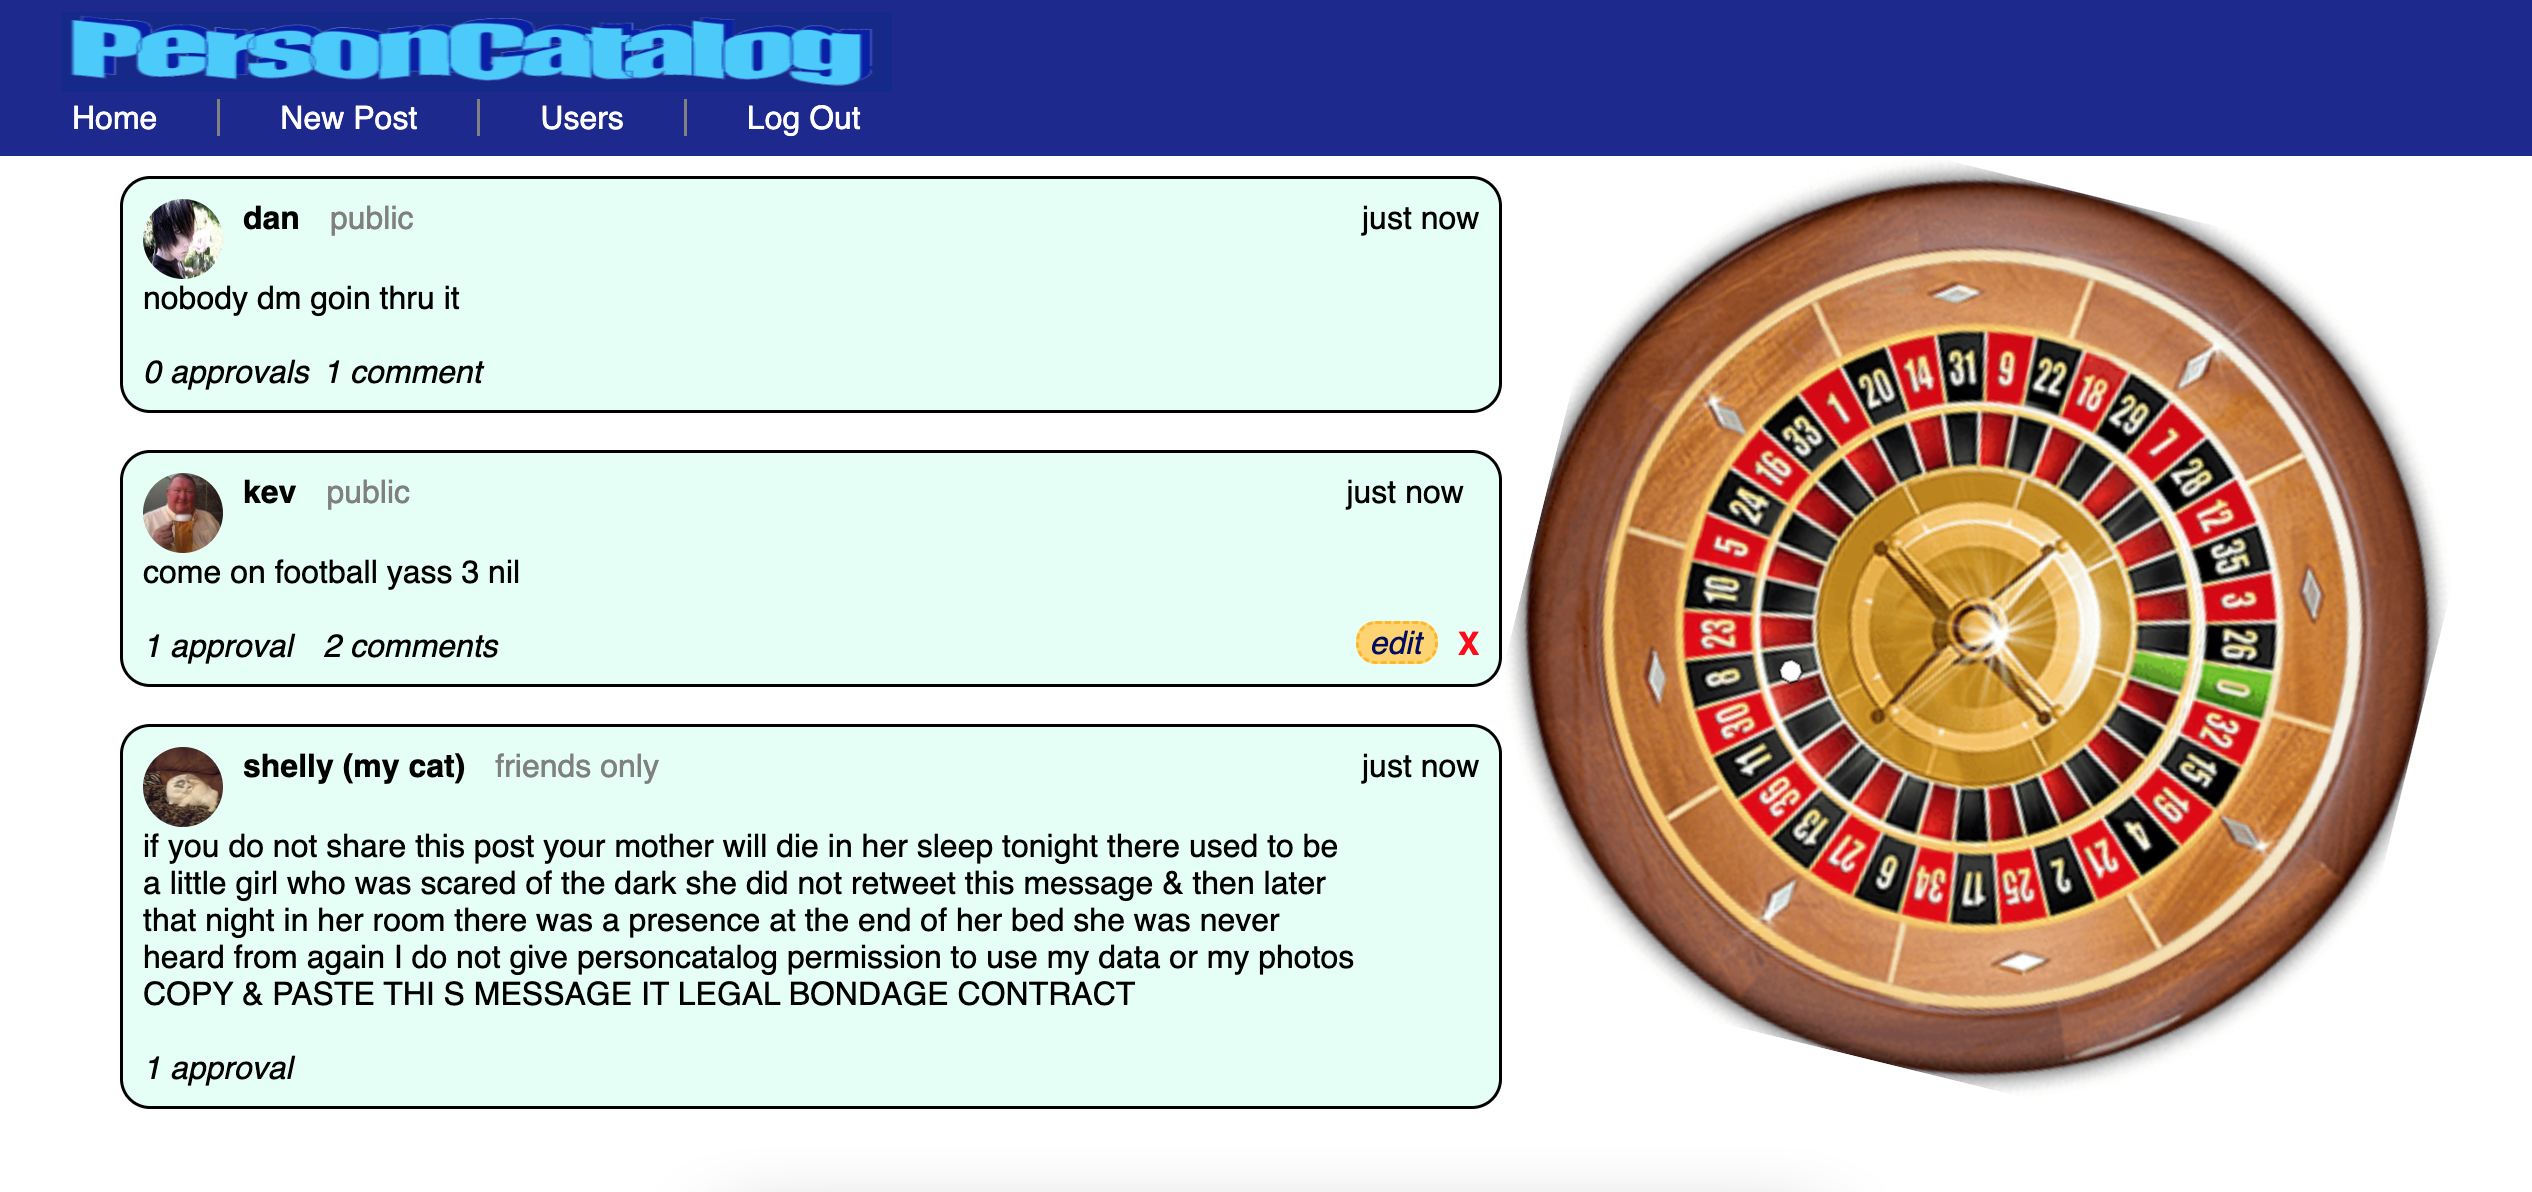 PersonCatalog
Home | New Post | Users | Log Out
dan public just now
nobody dm goin thru it
0 approvals 1 comment
kev public just now
come on football yass 3 nil
1 approval 2 comments edit X
shelly (my cat) friends only just now
if you do not share this post your mother will die in her sleep tonight there used to be
a little girl who was scared of the dark she did not retweet this message & then later
that night in her room there was a presence at the end of her bed she was never
heard from again I do not give personcatalog permission to use my data or my photos
COPY & PASTE THI S MESSAGE IT LEGAL BONDAGE CONTRACT
1 approval
0 32 15 19 4 21 2 25 17 34 6 27 13 36 11 30 8 23 10 5 24 16 33 1 20 14 31 9 22 18 29 7 28 12 35 3 26